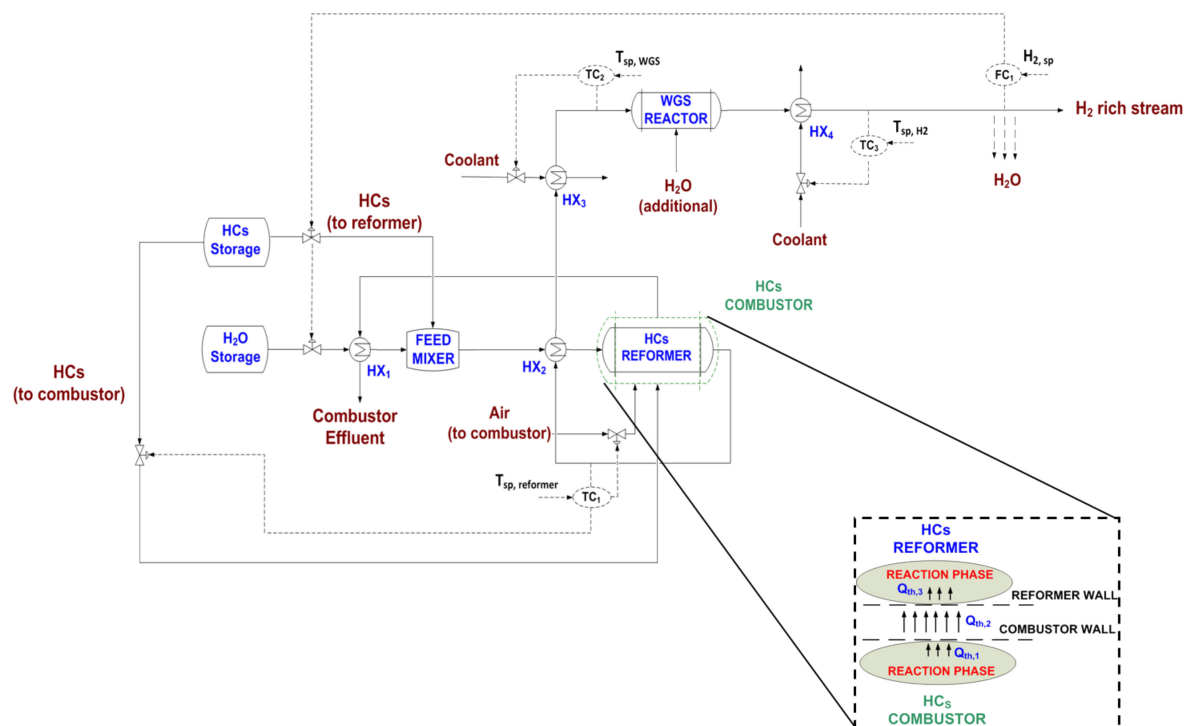 T_sp, WGS
TC₂
H₂, sp
FC₁
WGS
REACTOR
H₂ rich stream
HX₄
T_sp, H2
TC₃
Coolant
HX₃
H₂O
(additional)
H₂O
Coolant
HCs
(to reformer)
HCs
Storage
HCs
COMBUSTOR
H₂O
Storage
FEED
MIXER
HCs
REFORMER
HX₁
HX₂
HCs
(to combustor)
Combustor
Effluent
Air
(to combustor)
T_sp, reformer
TC₁
HCs
REFORMER
REACTION PHASE
Q_th,3
REFORMER WALL
Q_th,2
COMBUSTOR WALL
Q_th,1
REACTION PHASE
HCₛ
COMBUSTOR